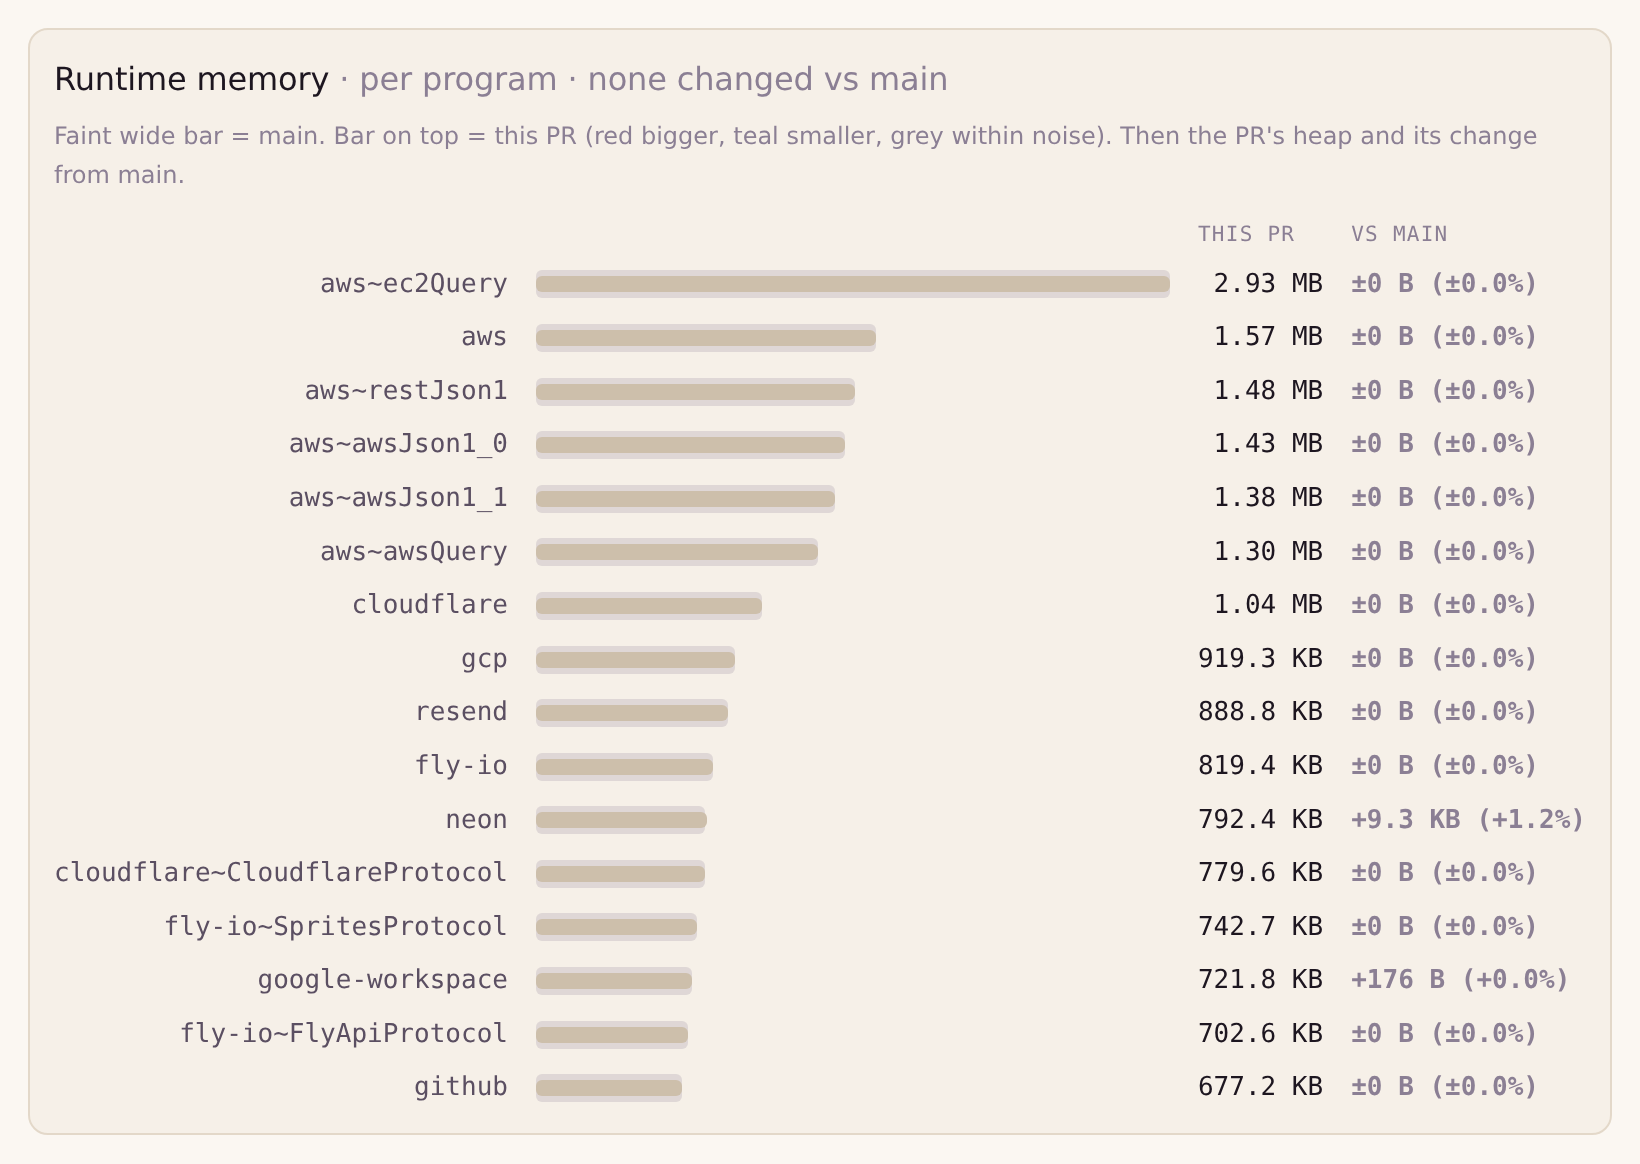 Runtime memory · per program · none changed vs main
Faint wide bar = main. Bar on top = this PR (red bigger, teal smaller, grey within noise). Then the PR's heap and its change
from main.
THIS PR VS MAIN
aws~ec2Query 2.93 MB ±0 B (±0.0%)
aws 1.57 MB ±0 B (±0.0%)
aws~restJson1 1.48 MB ±0 B (±0.0%)
aws~awsJson1_0 1.43 MB ±0 B (±0.0%)
aws~awsJson1_1 1.38 MB ±0 B (±0.0%)
aws~awsQuery 1.30 MB ±0 B (±0.0%)
cloudflare 1.04 MB ±0 B (±0.0%)
gcp 919.3 KB ±0 B (±0.0%)
resend 888.8 KB ±0 B (±0.0%)
fly-io 819.4 KB ±0 B (±0.0%)
neon 792.4 KB +9.3 KB (+1.2%)
cloudflare~CloudflareProtocol 779.6 KB ±0 B (±0.0%)
fly-io~SpritesProtocol 742.7 KB ±0 B (±0.0%)
google-workspace 721.8 KB +176 B (+0.0%)
fly-io~FlyApiProtocol 702.6 KB ±0 B (±0.0%)
github 677.2 KB ±0 B (±0.0%)